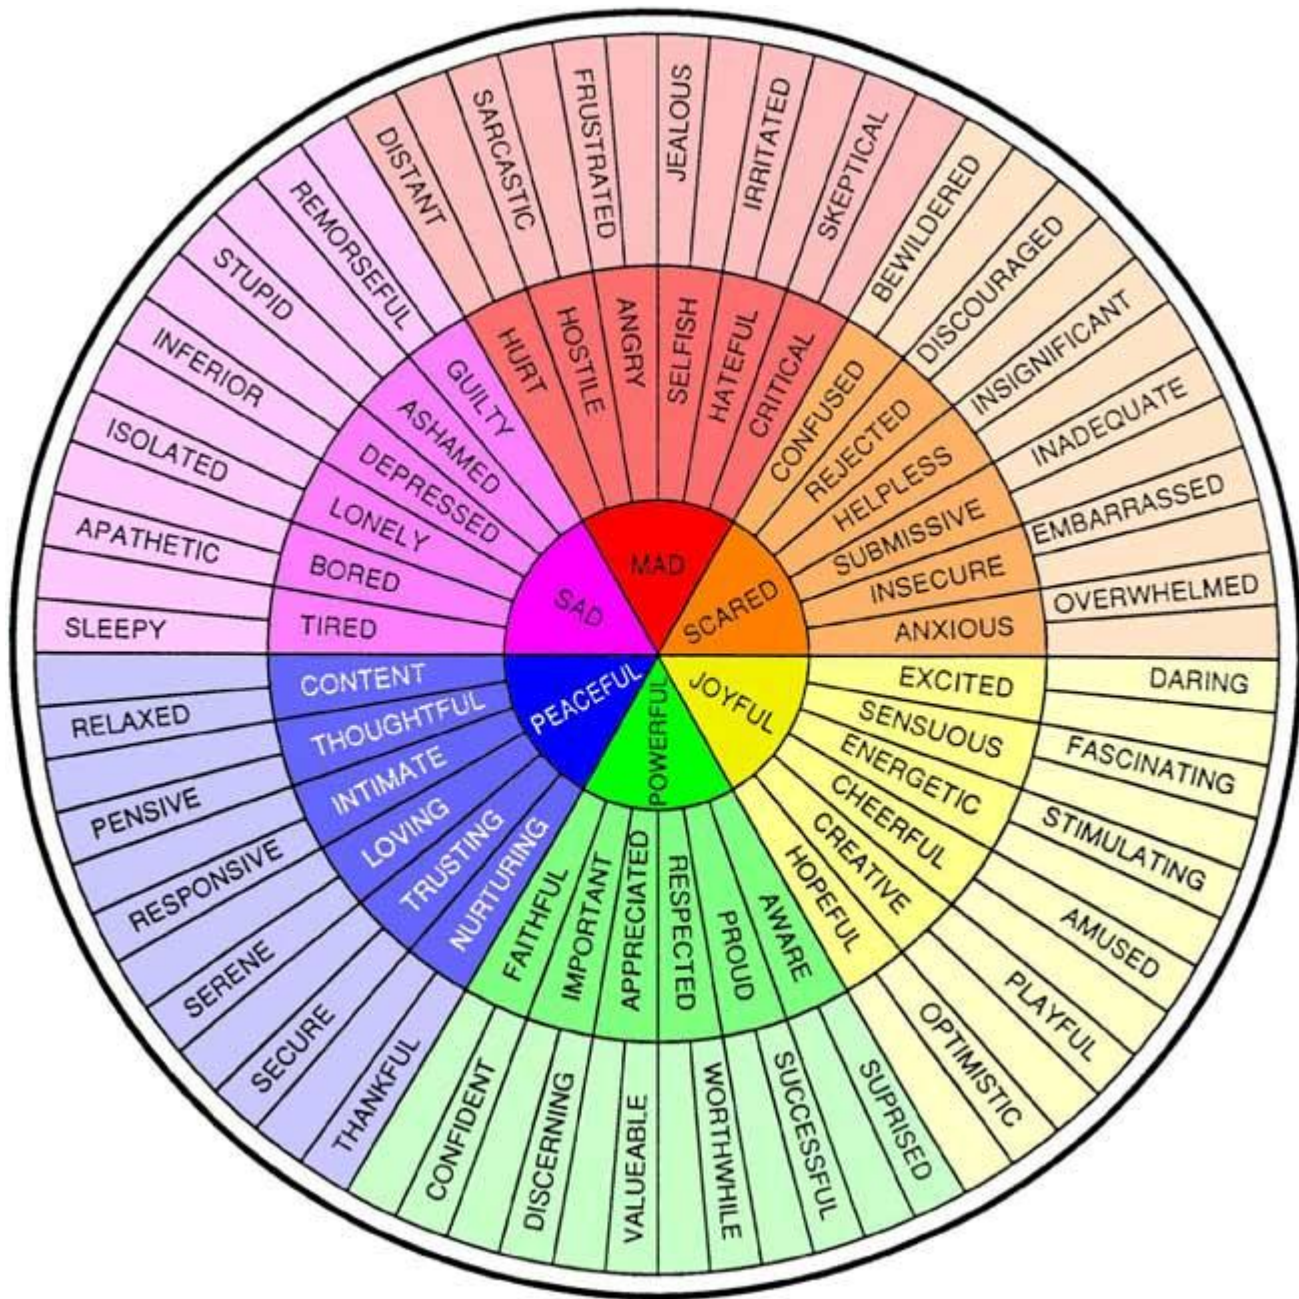 MAD
SCARED
JOYFUL
POWERFUL
PEACEFUL
SAD
HURT
HOSTILE
ANGRY
SELFISH
HATEFUL
CRITICAL
CONFUSED
REJECTED
HELPLESS
SUBMISSIVE
INSECURE
ANXIOUS
EXCITED
SENSUOUS
ENERGETIC
CHEERFUL
CREATIVE
HOPEFUL
AWARE
PROUD
RESPECTED
APPRECIATED
IMPORTANT
FAITHFUL
NURTURING
TRUSTING
LOVING
INTIMATE
THOUGHTFUL
CONTENT
TIRED
BORED
LONELY
DEPRESSED
ASHAMED
GUILTY
DISTANT
SARCASTIC
FRUSTRATED
JEALOUS
IRRITATED
SKEPTICAL
BEWILDERED
DISCOURAGED
INSIGNIFICANT
INADEQUATE
EMBARRASSED
OVERWHELMED
DARING
FASCINATING
STIMULATING
AMUSED
PLAYFUL
OPTIMISTIC
SUPRISED
SUCCESSFUL
WORTHWHILE
VALUEABLE
DISCERNING
CONFIDENT
THANKFUL
SECURE
SERENE
RESPONSIVE
PENSIVE
RELAXED
SLEEPY
APATHETIC
ISOLATED
INFERIOR
STUPID
REMORSEFUL